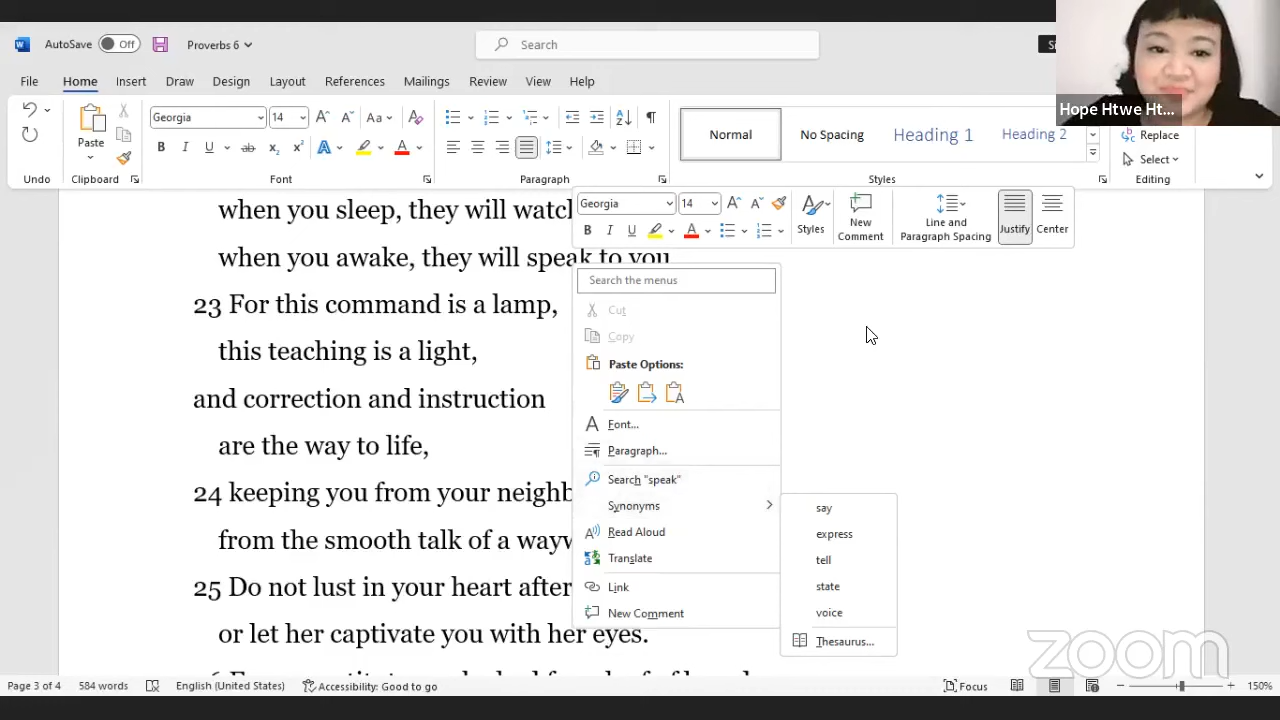 AutoSave Off Proverbs 6 Search
File Home Insert Draw Design Layout References Mailings Review View Help
Georgia 14 Aa
Paste
Normal No Spacing Heading 1 Heading 2
Replace
Select
Undo Clipboard Font Paragraph Styles Editing
Hope Htwe Ht...
Georgia 14
Styles New Comment Line and Paragraph Spacing Justify Center
when you sleep, they will watch
when you awake, they will speak to you.
23 For this command is a lamp,
this teaching is a light,
and correction and instruction
are the way to life,
24 keeping you from your neighb
from the smooth talk of a wayw
25 Do not lust in your heart after
or let her captivate you with her eyes.
Search the menus
Cut
Copy
Paste Options:
Font...
Paragraph...
Search "speak"
Synonyms
Read Aloud
Translate
Link
New Comment
say
express
tell
state
voice
Thesaurus...
zoom
Page 3 of 4 584 words English (United States) Accessibility: Good to go Focus 150%